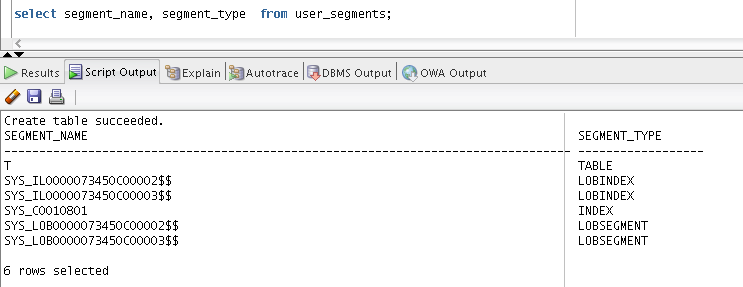 select segment_name, segment_type  from user_segments;
Results Script Output Explain Autotrace DBMS Output OWA Output
Create table succeeded.
SEGMENT_NAME SEGMENT_TYPE
T TABLE
SYS_IL0000073450C00002$$ LOBINDEX
SYS_IL0000073450C00003$$ LOBINDEX
SYS_C0010801 INDEX
SYS_LOB0000073450C00002$$ LOBSEGMENT
SYS_LOB0000073450C00003$$ LOBSEGMENT
6 rows selected